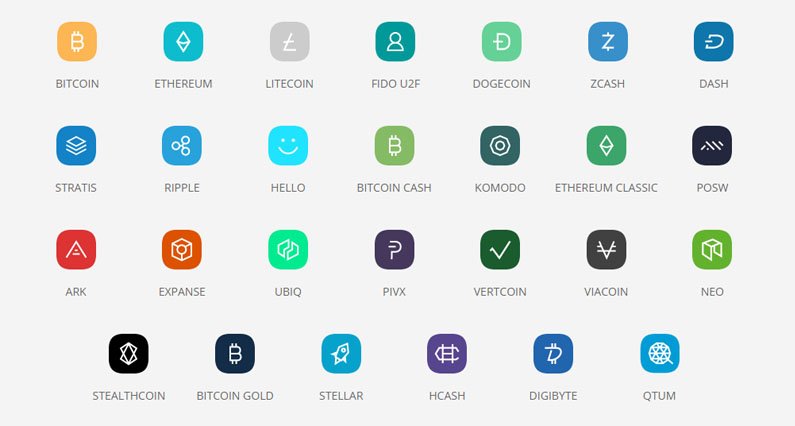 BITCOIN ETHEREUM LITECOIN FIDO U2F DOGECOIN ZCASH DASH
STRATIS RIPPLE HELLO BITCOIN CASH KOMODO ETHEREUM CLASSIC POSW
ARK EXPANSE UBIQ PIVX VERTCOIN VIACOIN NEO
STEALTHCOIN BITCOIN GOLD STELLAR HCASH DIGIBYTE QTUM